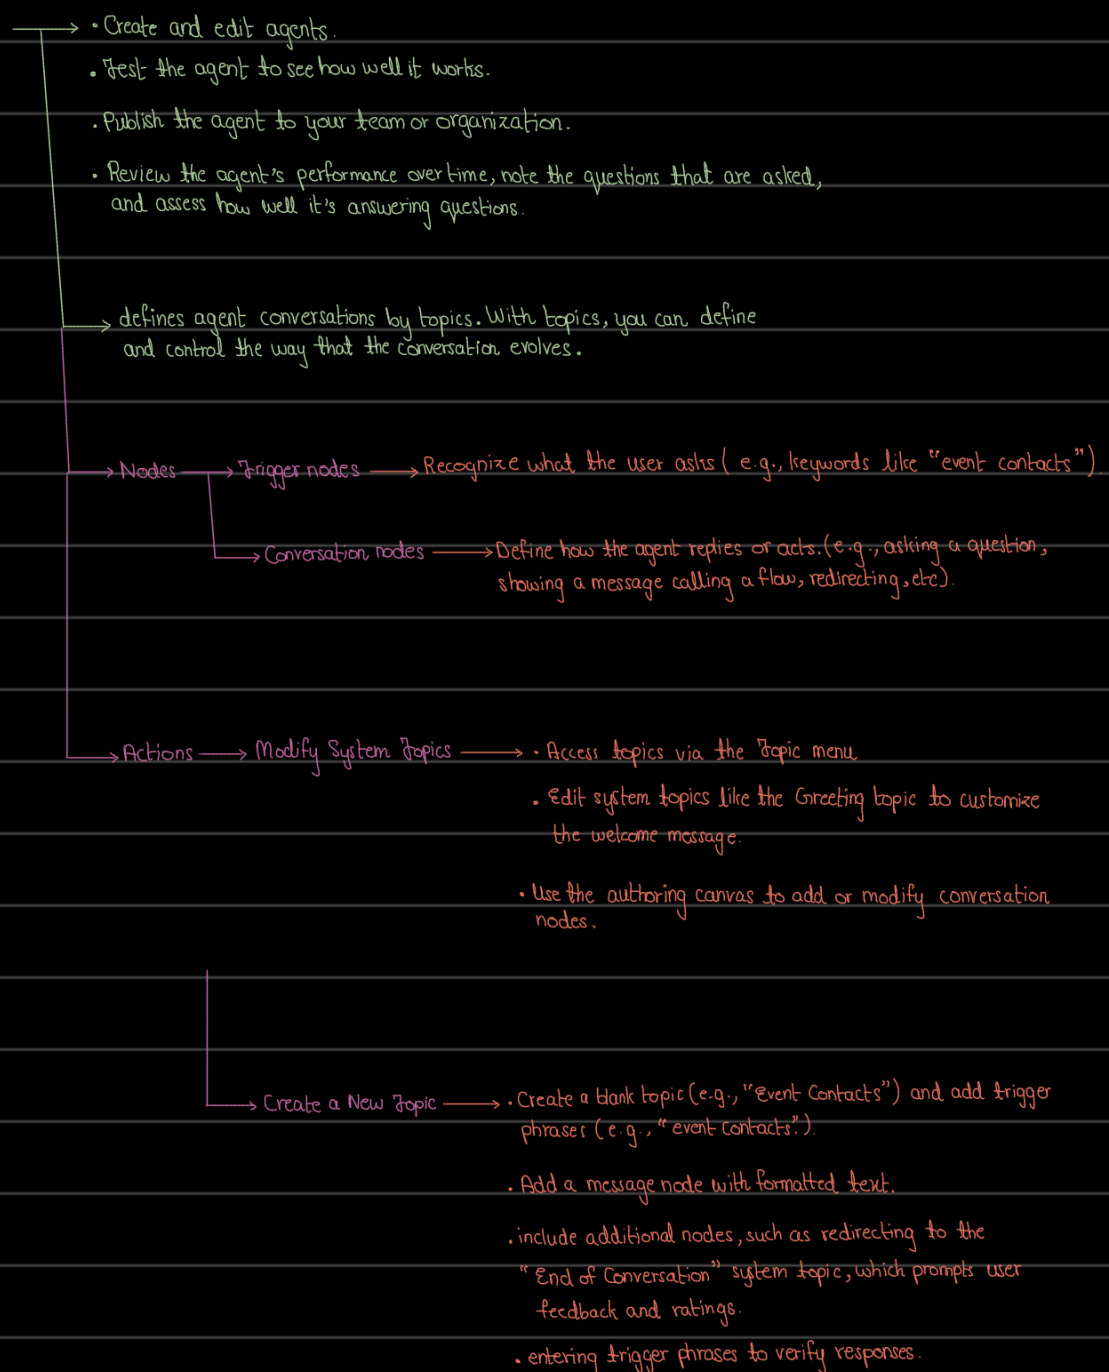 • Create and edit agents.
• Test the agent to see how well it works.
• Publish the agent to your team or organization.
• Review the agent's performance over time, note the questions that are asked,
and assess how well it's answering questions.
defines agent conversations by topics. With topics, you can define
and control the way that the conversation evolves.
Nodes Trigger nodes Recognize what the user asks ( e.g., keywords like "event contacts").
Conversation nodes Define how the agent replies or acts. (e.g., asking a question,
showing a message calling a flow, redirecting, etc).
Actions Modify System Topics • Access topics via the Topic menu
• Edit system topics like the Greeting topic to customize
the welcome message.
• Use the authoring canvas to add or modify conversation
nodes.
Create a New Topic • Create a blank topic (e.g., "Event Contacts") and add trigger
phrases (e.g., "event contacts").
• Add a message node with formatted text.
• include additional nodes, such as redirecting to the
"End of Conversation" system topic, which prompts user
feedback and ratings.
• entering trigger phrases to verify responses.